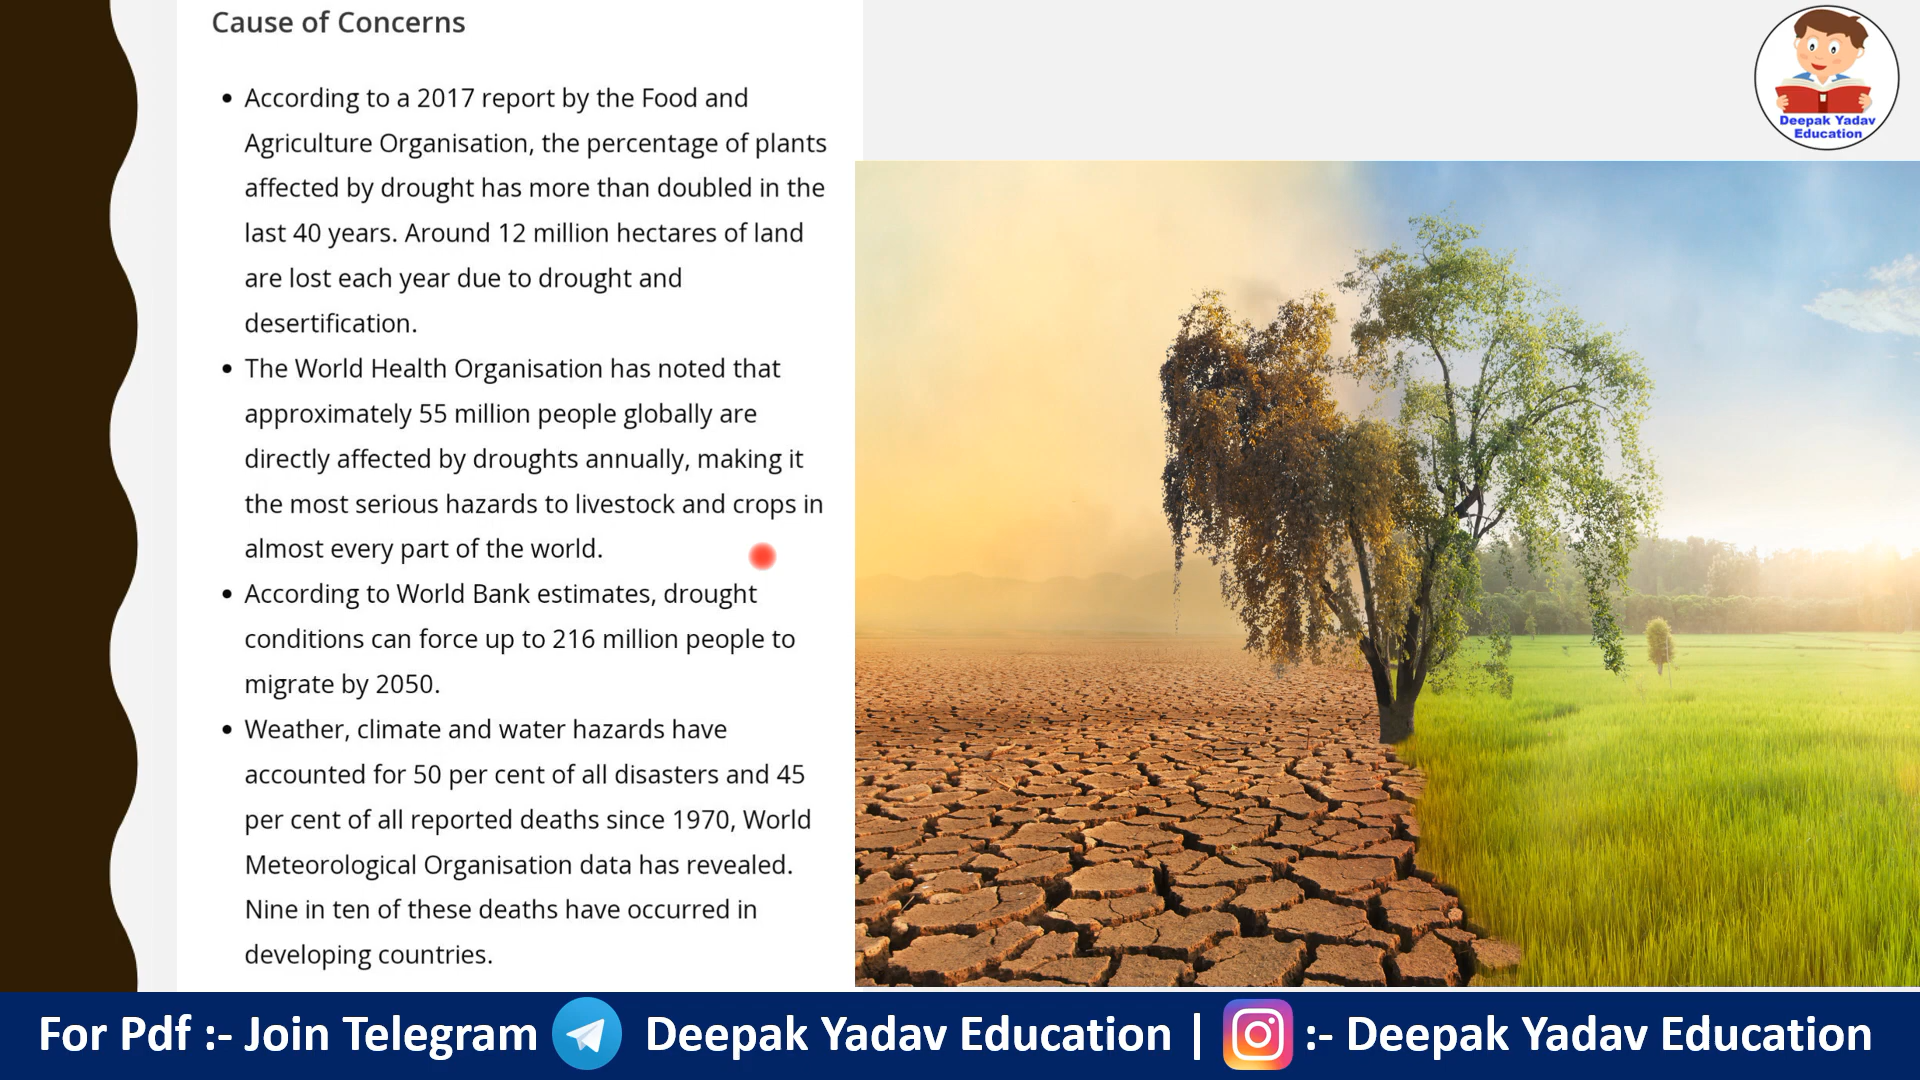 Cause of Concerns
• According to a 2017 report by the Food and
Agriculture Organisation, the percentage of plants
affected by drought has more than doubled in the
last 40 years. Around 12 million hectares of land
are lost each year due to drought and
desertification.
• The World Health Organisation has noted that
approximately 55 million people globally are
directly affected by droughts annually, making it
the most serious hazards to livestock and crops in
almost every part of the world.
• According to World Bank estimates, drought
conditions can force up to 216 million people to
migrate by 2050.
• Weather, climate and water hazards have
accounted for 50 per cent of all disasters and 45
per cent of all reported deaths since 1970, World
Meteorological Organisation data has revealed.
Nine in ten of these deaths have occurred in
developing countries.
Deepak Yadav
Education
For Pdf :- Join Telegram Deepak Yadav Education | :- Deepak Yadav Education